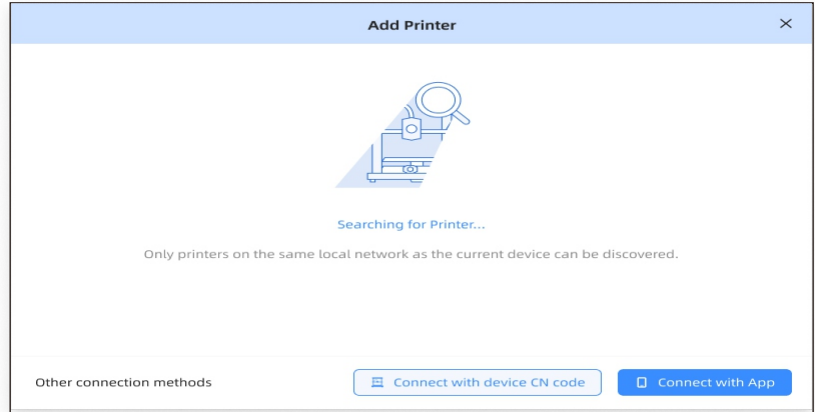 Add Printer
Searching for Printer...
Only printers on the same local network as the current device can be discovered.
Other connection methods
Connect with device CN code
Connect with App